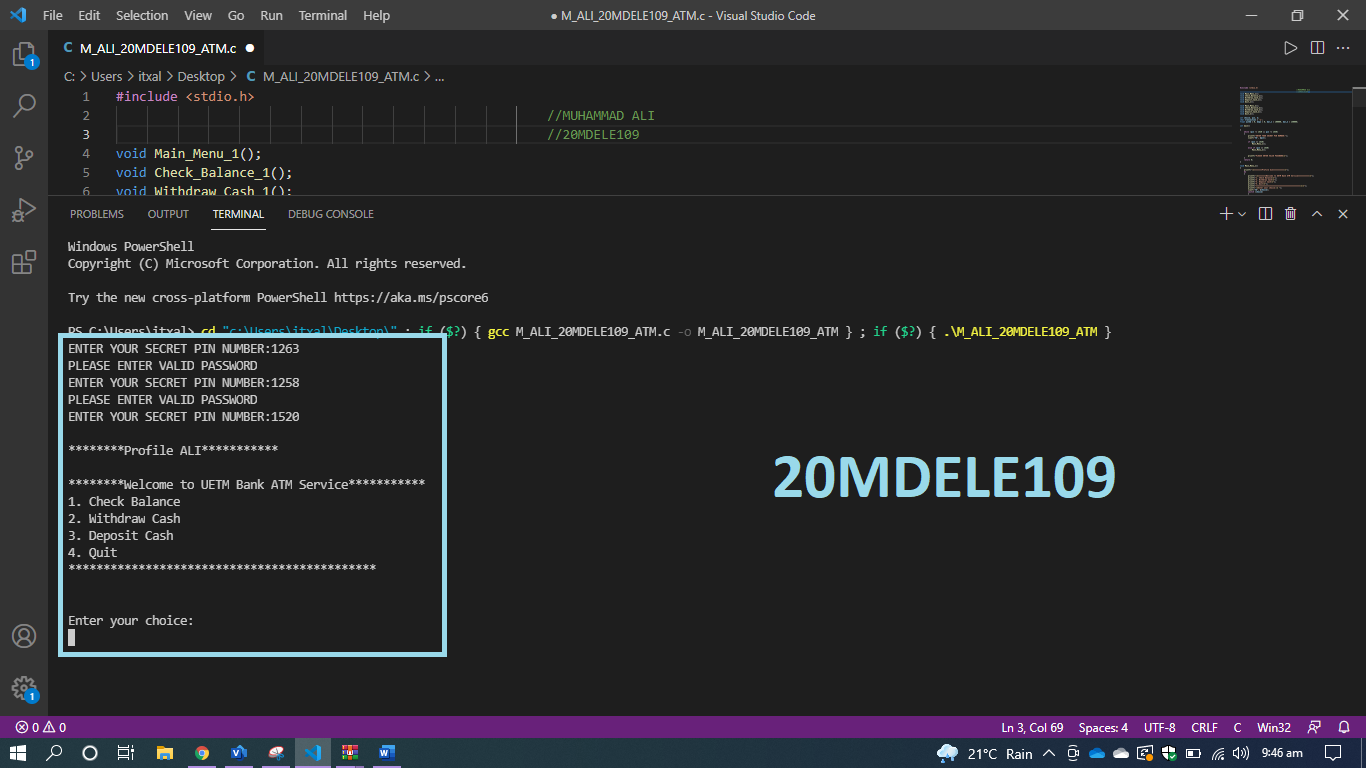 File Edit Selection View Go Run Terminal Help
● M_ALI_20MDELE109_ATM.c - Visual Studio Code
C M_ALI_20MDELE109_ATM.c ●
C: > Users > itxal > Desktop > C M_ALI_20MDELE109_ATM.c > ...
1 #include <stdio.h>
2 //MUHAMMAD ALI
3 //20MDELE109
4 void Main_Menu_1();
5 void Check_Balance_1();
6 void Withdraw_Cash_1();
PROBLEMS OUTPUT TERMINAL DEBUG CONSOLE
Windows PowerShell
Copyright (C) Microsoft Corporation. All rights reserved.
Try the new cross-platform PowerShell https://aka.ms/pscore6
PS C:\Users\itxal> cd "c:\Users\itxal\Desktop\" ; if ($?) { gcc M_ALI_20MDELE109_ATM.c -o M_ALI_20MDELE109_ATM } ; if ($?) { .\M_ALI_20MDELE109_ATM }
ENTER YOUR SECRET PIN NUMBER:1263
PLEASE ENTER VALID PASSWORD
ENTER YOUR SECRET PIN NUMBER:1258
PLEASE ENTER VALID PASSWORD
ENTER YOUR SECRET PIN NUMBER:1520
********Profile ALI***********
********Welcome to UETM Bank ATM Service***********
1. Check Balance
2. Withdraw Cash
3. Deposit Cash
4. Quit
********************************************
Enter your choice:
20MDELE109
1
1
0 0
Ln 3, Col 69 Spaces: 4 UTF-8 CRLF C Win32
21°C Rain 9:46 am